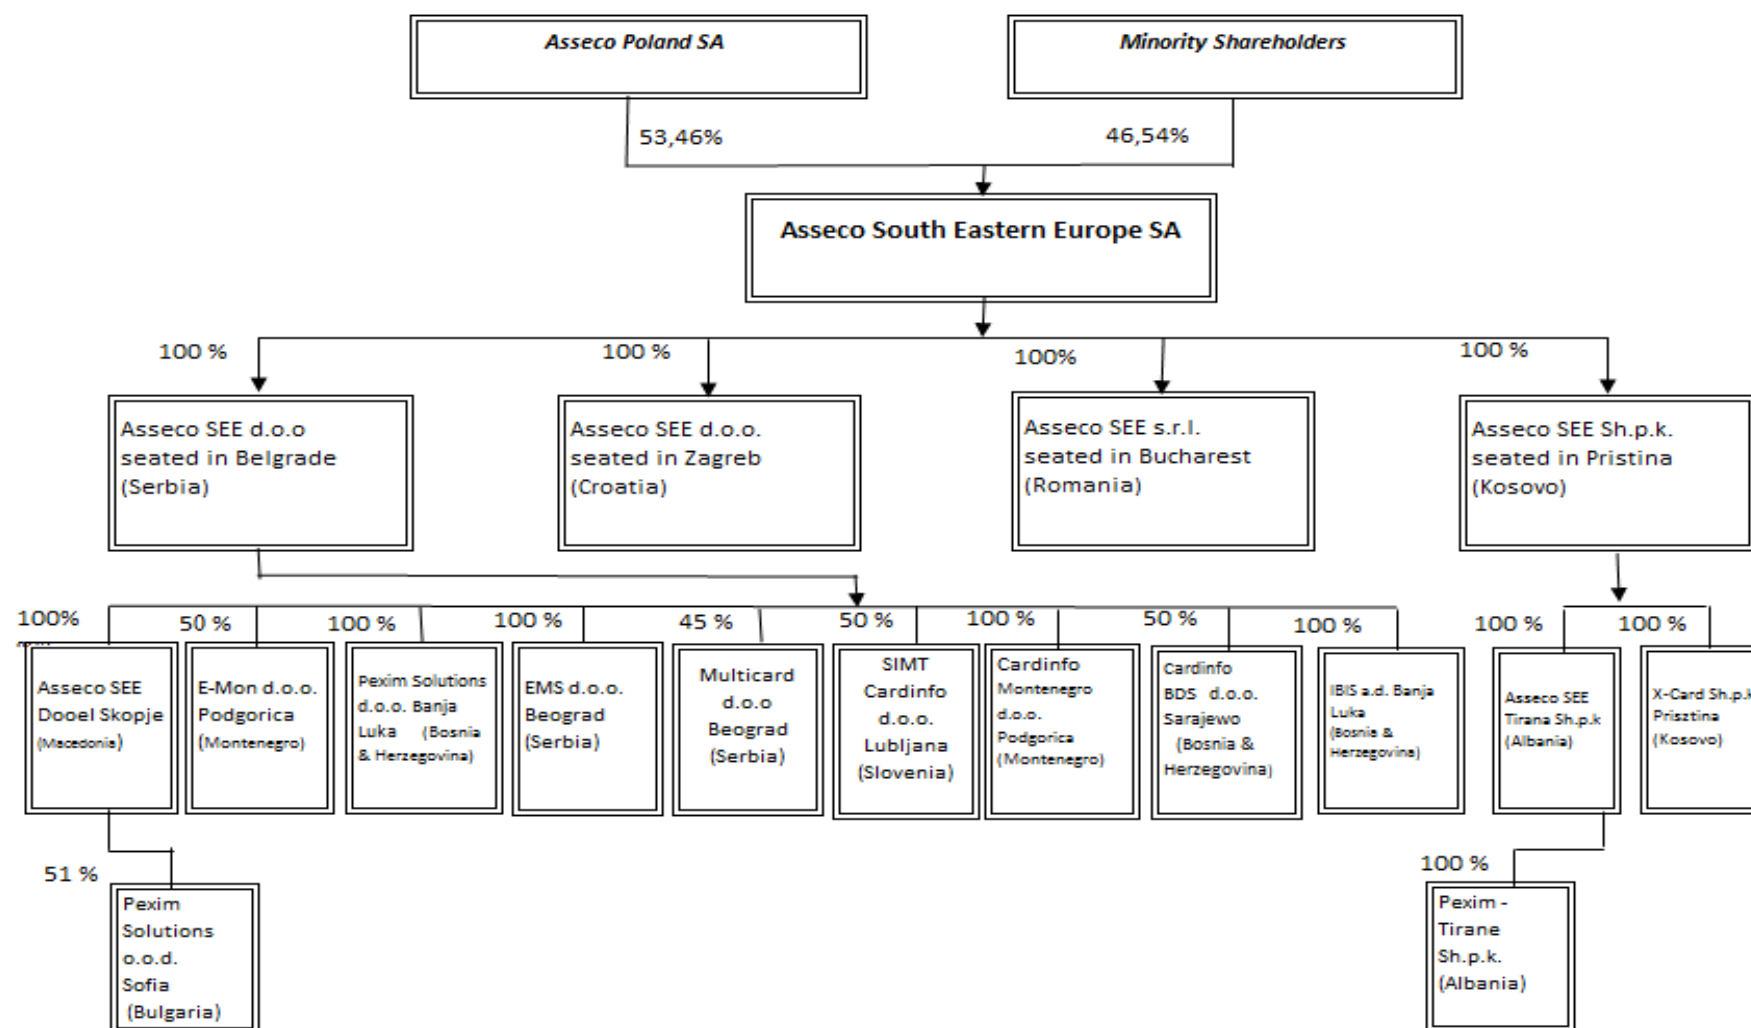 Asseco Poland SA
Minority Shareholders
53,46%
46,54%
Asseco South Eastern Europe SA
100 %
100 %
100%
100 %
Asseco SEE d.o.o
seated in Belgrade
(Serbia)
Asseco SEE d.o.o.
seated in Zagreb
(Croatia)
Asseco SEE s.r.l.
seated in Bucharest
(Romania)
Asseco SEE Sh.p.k.
seated in Pristina
(Kosovo)
100%
50 %
100 %
100 %
45 %
50 %
100 %
50 %
100 %
100 %
100 %
Asseco SEE
Dooel Skopje
(Macedonia)
E-Mon d.o.o.
Podgorica
(Montenegro)
Pexim Solutions
d.o.o. Banja
Luka (Bosnia
& Herzegovina)
EMS d.o.o.
Beograd
(Serbia)
Multicard
d.o.o
Beograd
(Serbia)
SIMT
Cardinfo
d.o.o.
Lubljana
(Slovenia)
Cardinfo
Montenegro
d.o.o.
Podgorica
(Montenegro)
Cardinfo
BDS d.o.o.
Sarajewo
(Bosnia &
Herzegovina)
IBIS a.d. Banja
Luka
(Bosnia &
Herzegovina)
Asseco SEE
Tirana Sh.p.k
(Albania)
X-Card Sh.p.k
Prisztina
(Kosovo)
51 %
100 %
Pexim
Solutions
o.o.d.
Sofia
(Bulgaria)
Pexim -
Tirane
Sh.p.k.
(Albania)